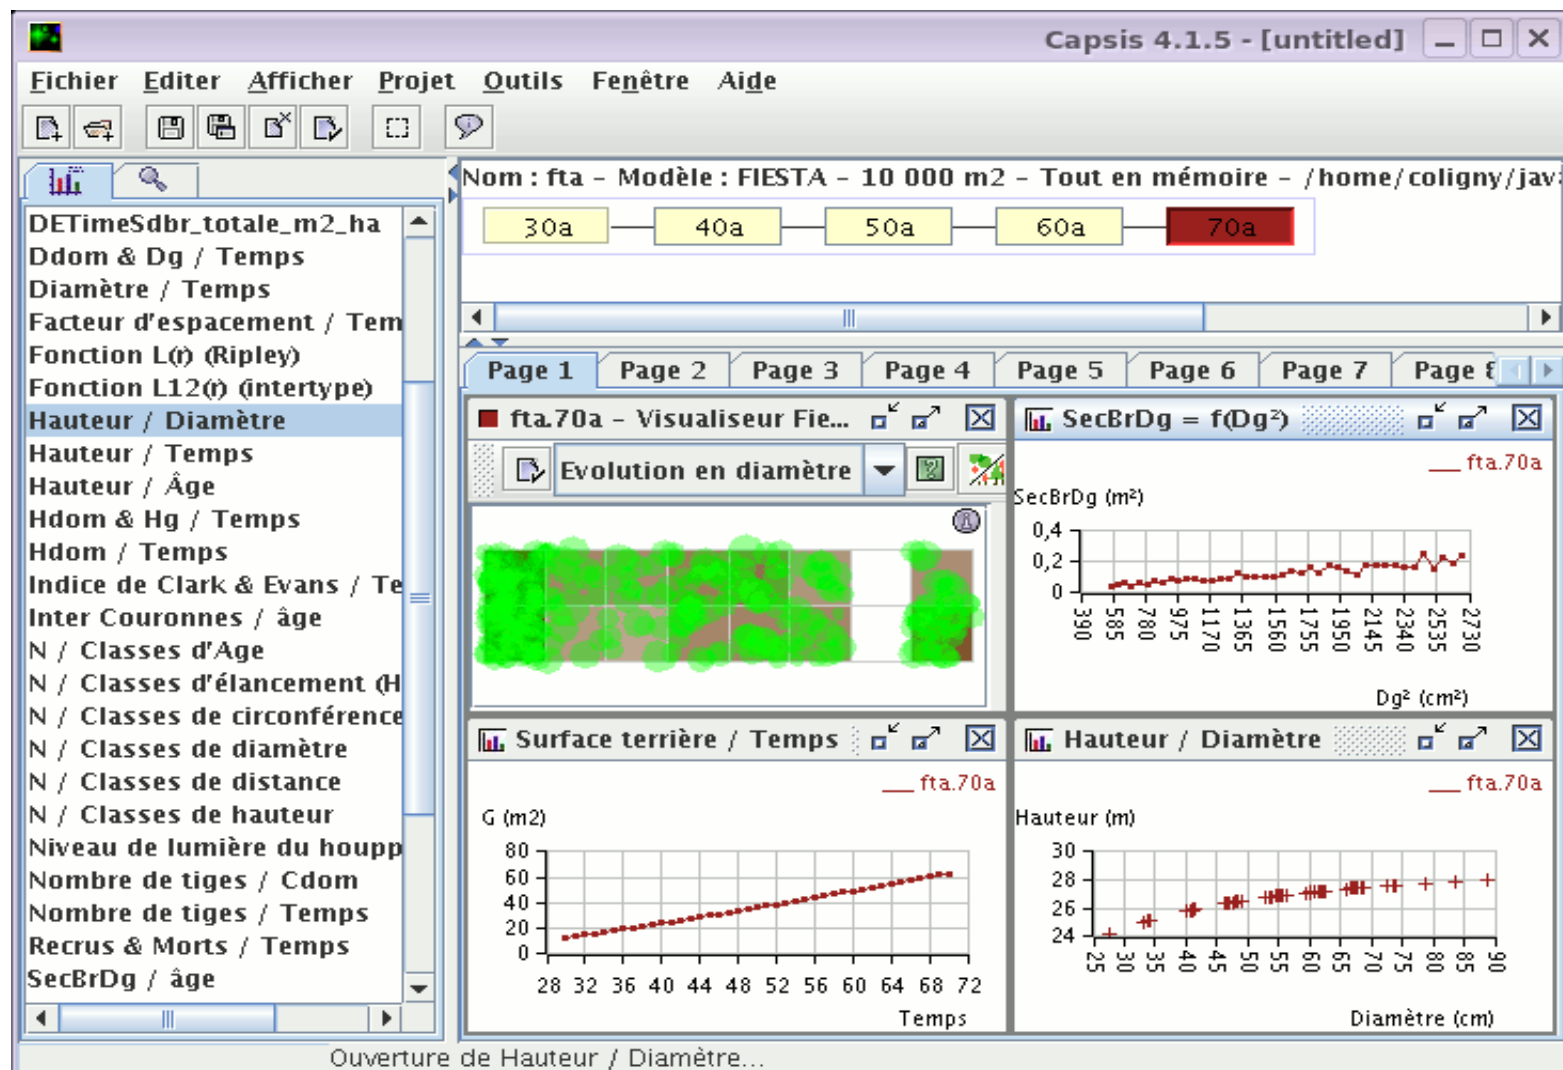 Capsis 4.1.5 - [untitled]
Fichier Editer Afficher Projet Outils Fenêtre Aide
DETimeSdbr_totale_m2_ha
Ddom & Dg / Temps
Diamètre / Temps
Facteur d'espacement / Tem
Fonction L(r) (Ripley)
Fonction L12(r) (intertype)
Hauteur / Diamètre
Hauteur / Temps
Hauteur / Âge
Hdom & Hg / Temps
Hdom / Temps
Indice de Clark & Evans / Te
Inter Couronnes / âge
N / Classes d'Age
N / Classes d'élancement (H
N / Classes de circonférence
N / Classes de diamètre
N / Classes de distance
N / Classes de hauteur
Niveau de lumière du houpp
Nombre de tiges / Cdom
Nombre de tiges / Temps
Recrus & Morts / Temps
SecBrDg / âge
Nom : fta - Modèle : FIESTA - 10 000 m2 - Tout en mémoire - /home/coligny/jav
30a 40a 50a 60a 70a
Page 1 Page 2 Page 3 Page 4 Page 5 Page 6 Page 7 Page
fta.70a - Visualiseur Fie...
Evolution en diamètre
SecBrDg = f(Dg²)
fta.70a
SecBrDg (m²)
0,4
0,2
0
390 585 780 975 1170 1365 1560 1755 1950 2145 2340 2535 2730
Dg² (cm²)
Surface terrière / Temps
fta.70a
G (m2)
80
60
40
20
0
28 32 36 40 44 48 52 56 60 64 68 72
Temps
Hauteur / Diamètre
fta.70a
Hauteur (m)
30
28
26
24
25 30 35 40 45 50 55 60 65 70 75 80 85 90
Diamètre (cm)
Ouverture de Hauteur / Diamètre...